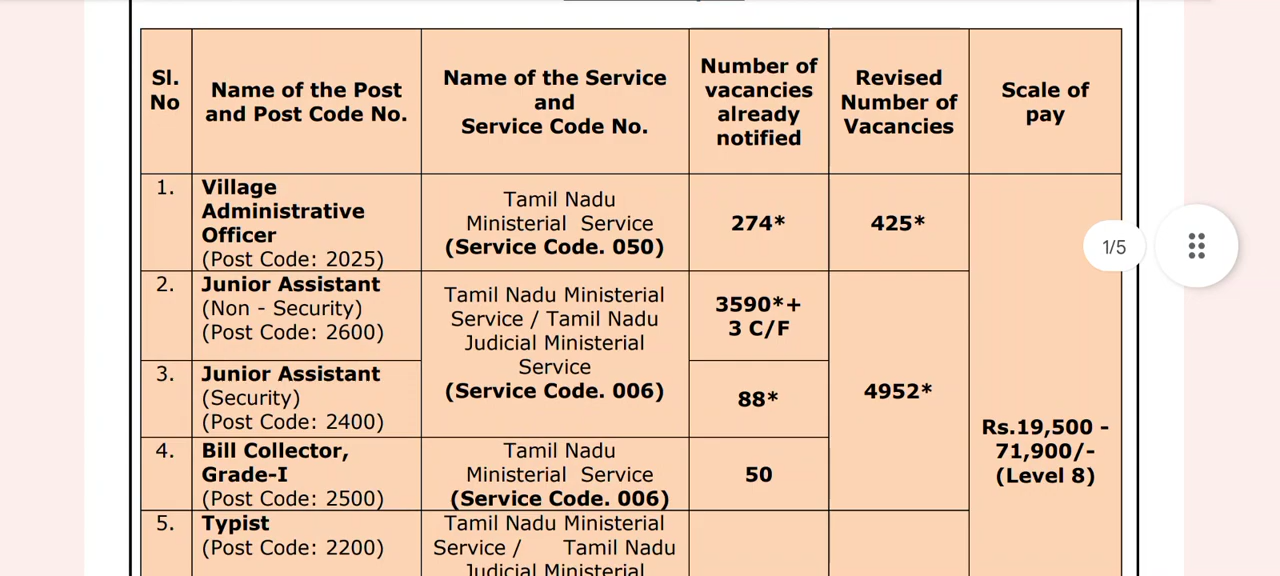 Sl. No
Name of the Post
and Post Code No.
Name of the Service
and
Service Code No.
Number of
vacancies
already
notified
Revised
Number of
Vacancies
Scale of
pay
1.
Village
Administrative
Officer
(Post Code: 2025)
Tamil Nadu
Ministerial Service
(Service Code. 050)
274*
425*
2.
Junior Assistant
(Non - Security)
(Post Code: 2600)
Tamil Nadu Ministerial
Service / Tamil Nadu
Judicial Ministerial
Service
(Service Code. 006)
3590*+
3 C/F
3.
Junior Assistant
(Security)
(Post Code: 2400)
88*
4952*
4.
Bill Collector,
Grade-I
(Post Code: 2500)
Tamil Nadu
Ministerial Service
(Service Code. 006)
50
Rs.19,500 -
71,900/-
(Level 8)
5.
Typist
(Post Code: 2200)
Tamil Nadu Ministerial
Service / Tamil Nadu
Judicial Ministerial
1/5